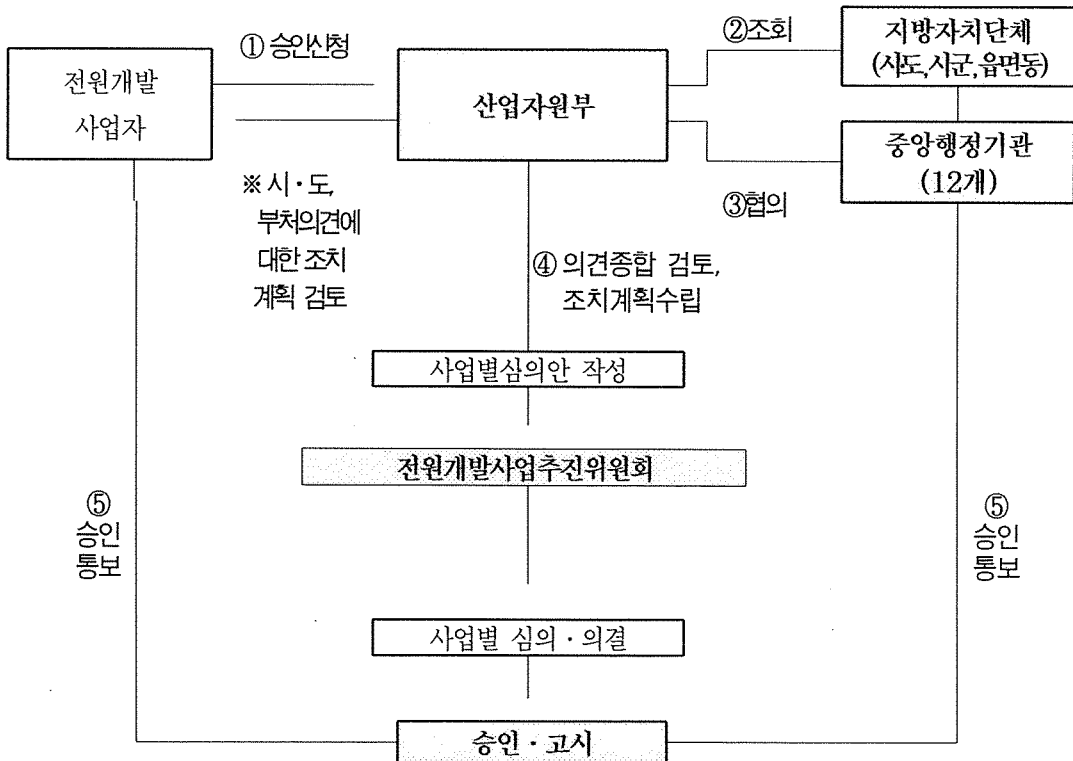 ① 승인신청
②조회
지방자치단체
(시도,시군,읍면동)
전원개발
사업자
산업자원부
중앙행정기관
(12개)
※ 시·도,
부처의견에
대한 조치
계획 검토
③협의
④ 의견종합 검토,
조치계획수립
사업별심의안 작성
전원개발사업추진위원회
⑤
승인
통보
⑤
승인
통보
사업별 심의·의결
승인·고시